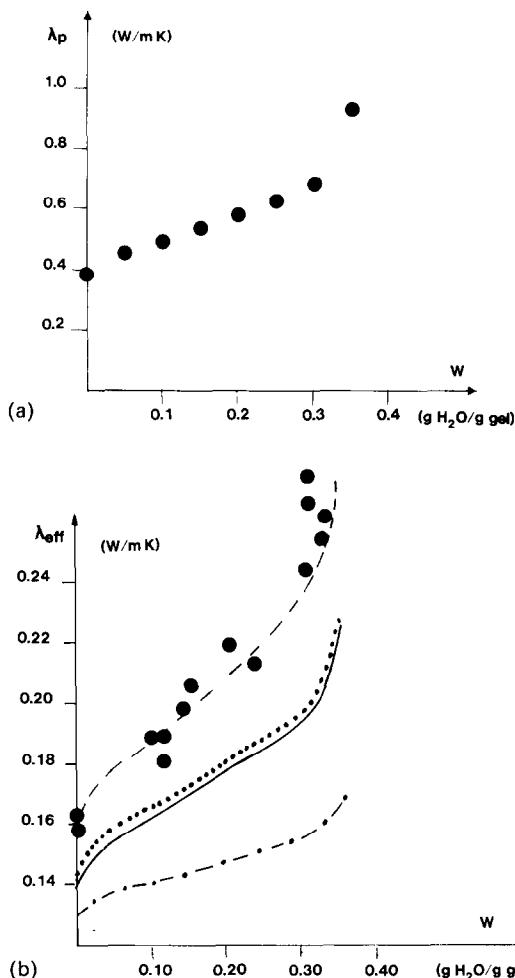 λp (W/m K)
1.0
0.8
0.6
0.4
0.2
W
0.1 0.2 0.3 0.4 (g H₂O/g gel)
(a)
λeff (W/m K)
0.24
0.22
0.20
0.18
0.16
0.14
W
0.10 0.20 0.30 0.40 (g H₂O/g g
(b)